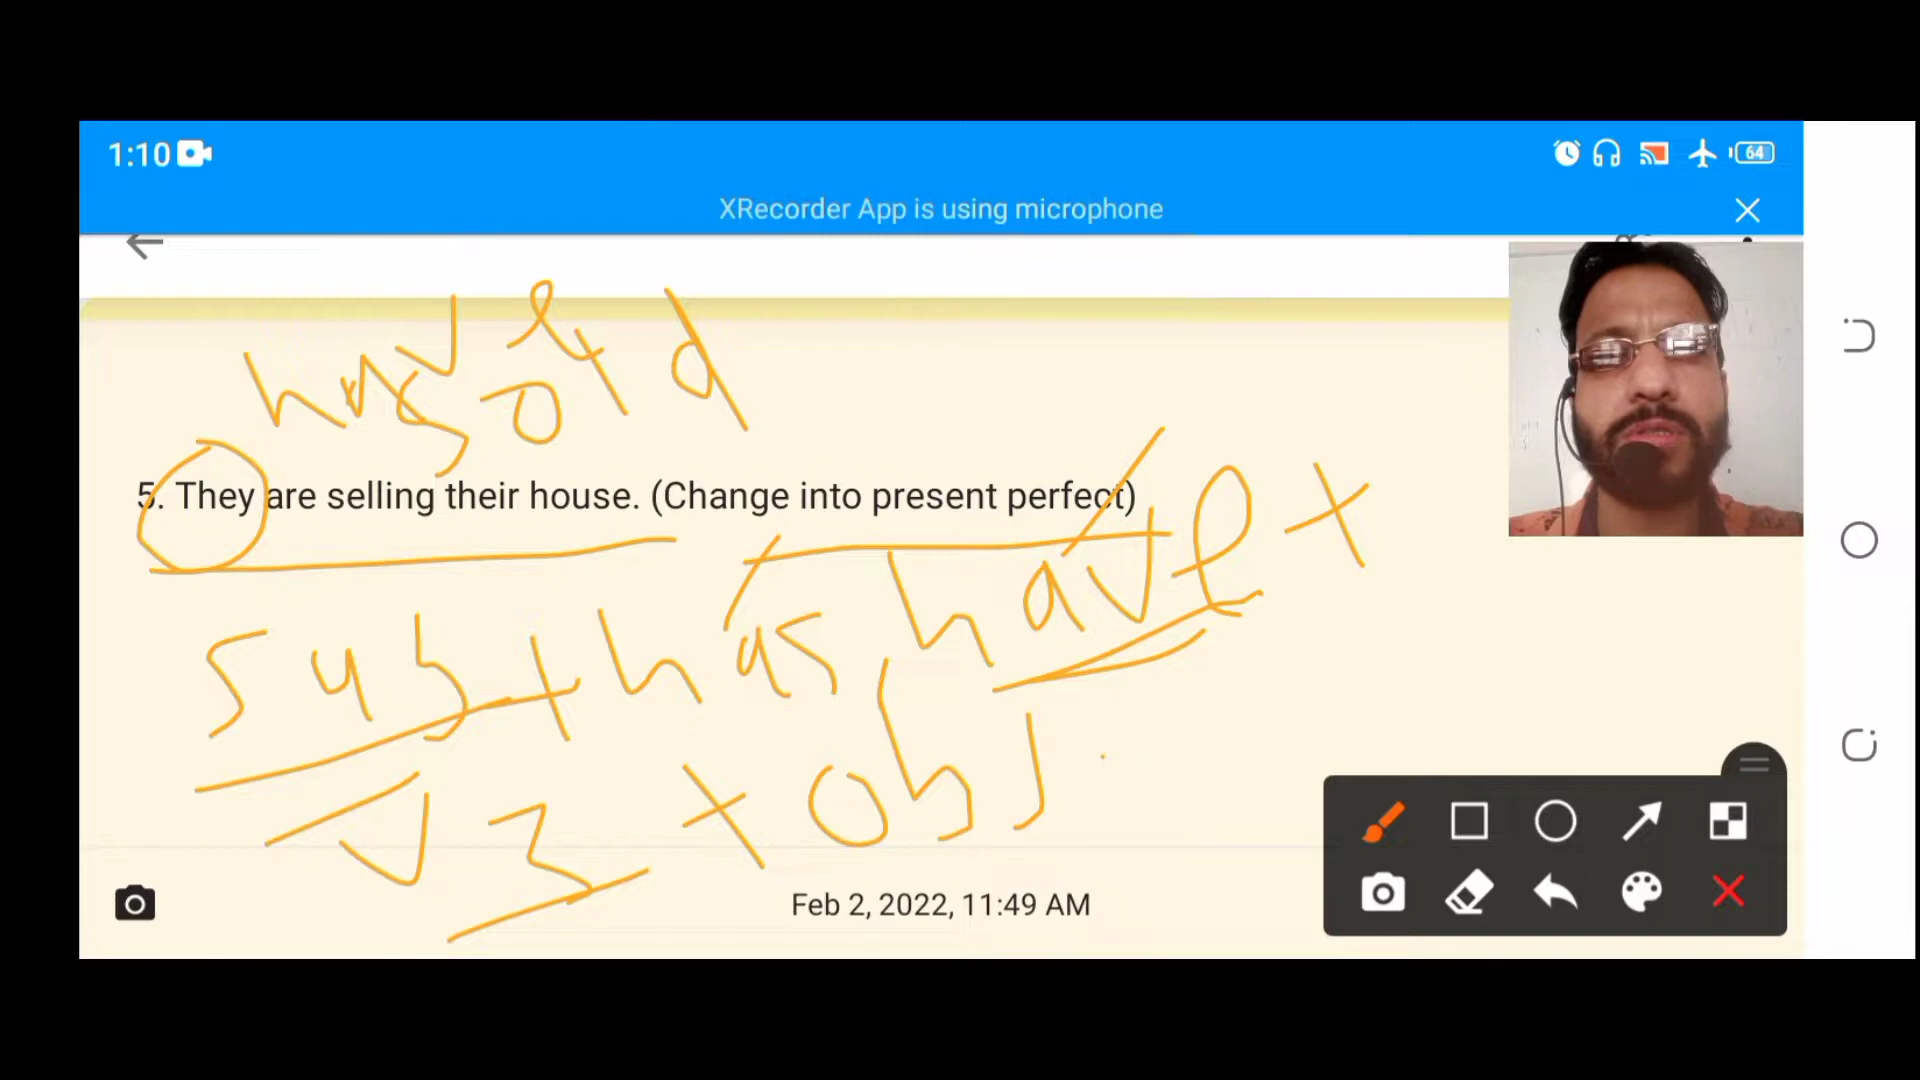 1:10
64
XRecorder App is using microphone
have sold
5. They are selling their house. (Change into present perfect)
sub + has have +
V3 + obj.
Feb 2, 2022, 11:49 AM